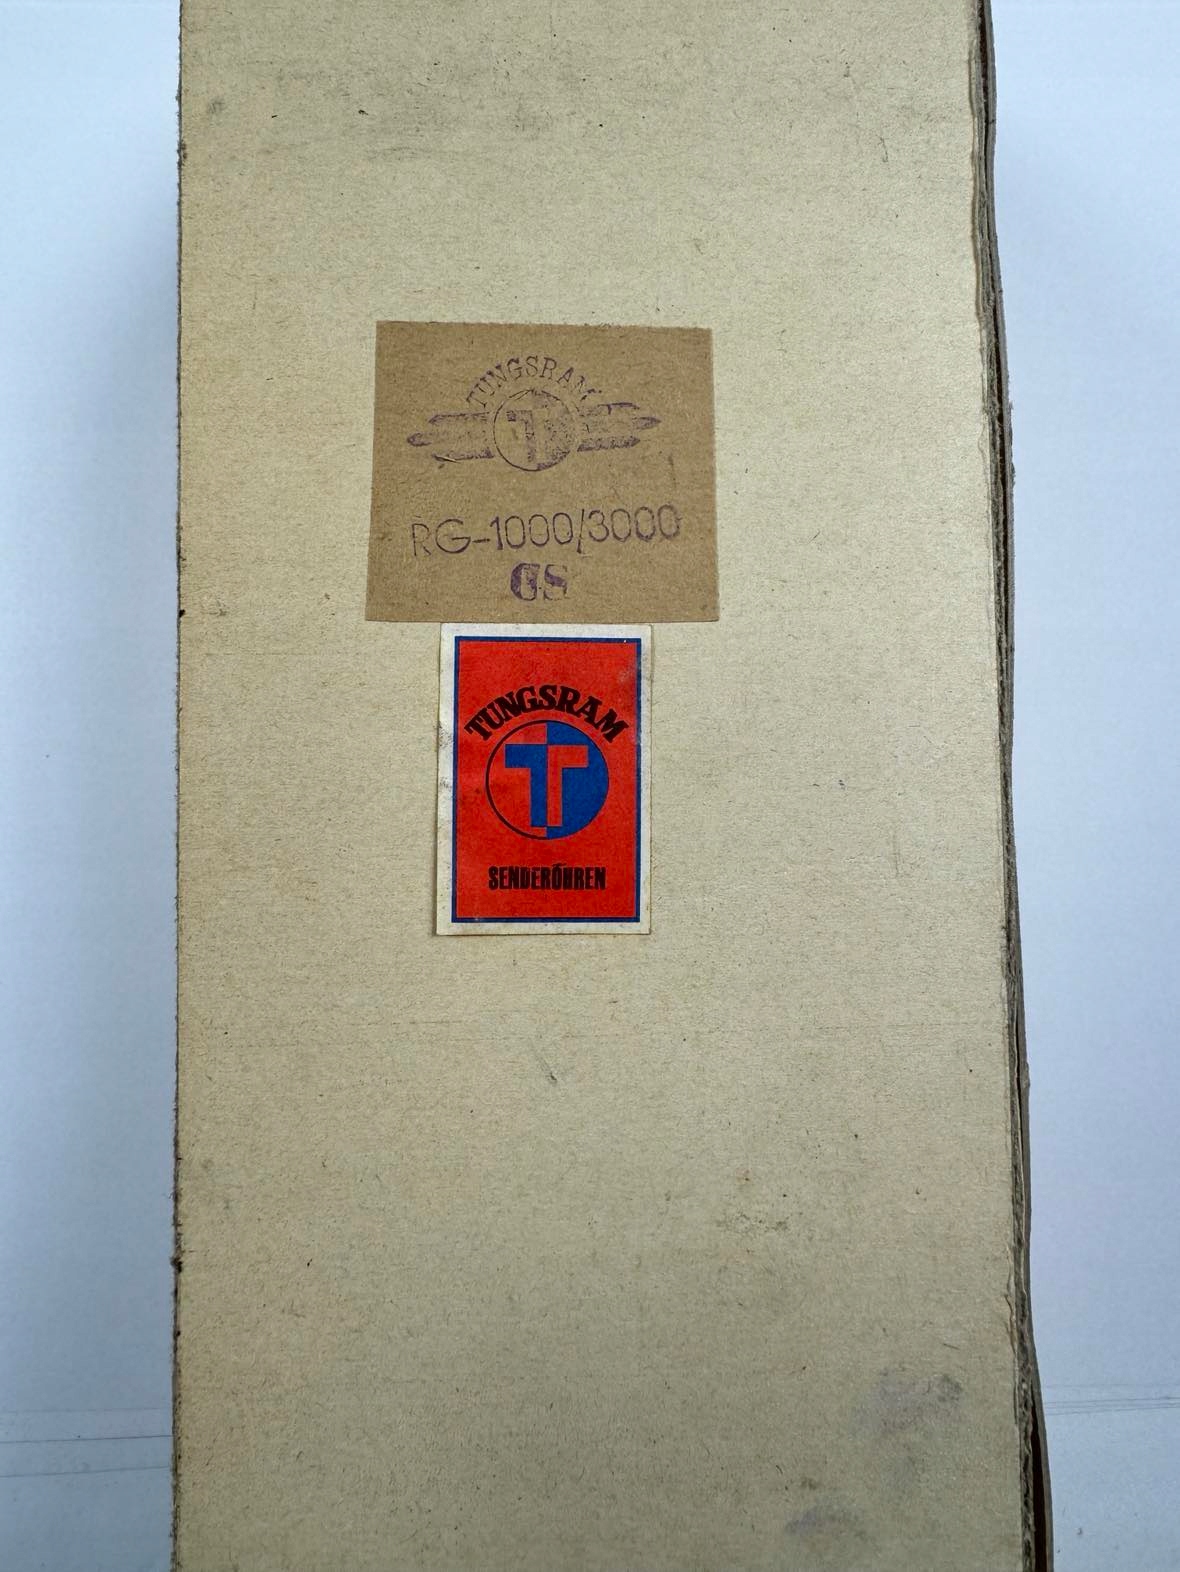 TUNGSRAM
T
RG-1000/3000
GS
TUNGSRAM
T
SENDERÖHREN